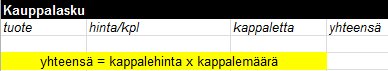 Kauppalasku
tuote hinta/kpl kappaletta yhteensä
yhteensä = kappalehinta x kappalemäärä